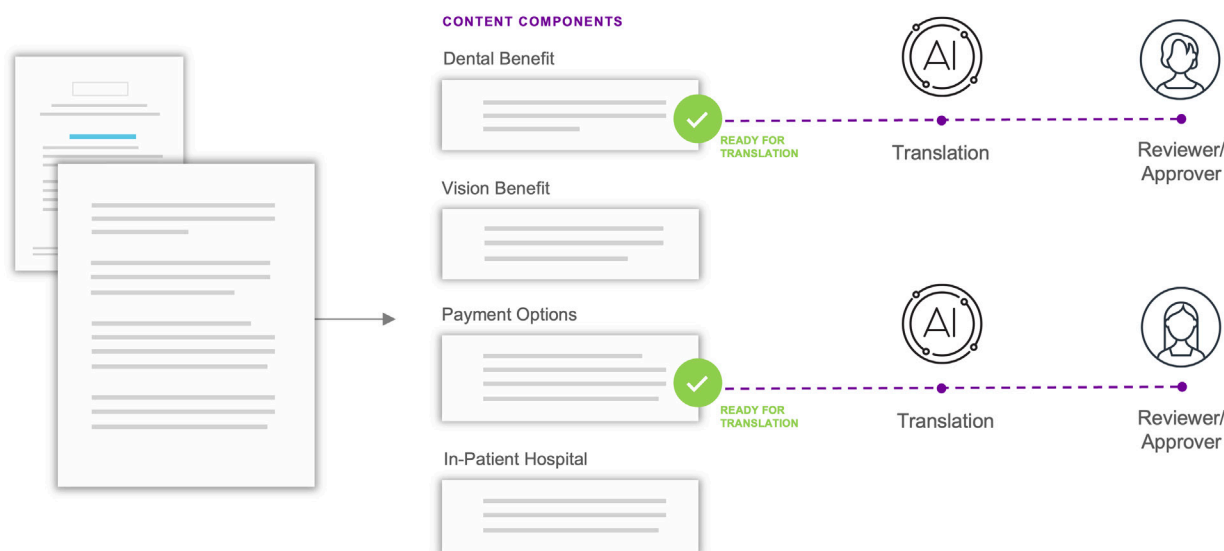 CONTENT COMPONENTS
Dental Benefit
AI
READY FOR
TRANSLATION
Translation
Reviewer/
Approver
Vision Benefit
Payment Options
AI
READY FOR
TRANSLATION
Translation
Reviewer/
Approver
In-Patient Hospital